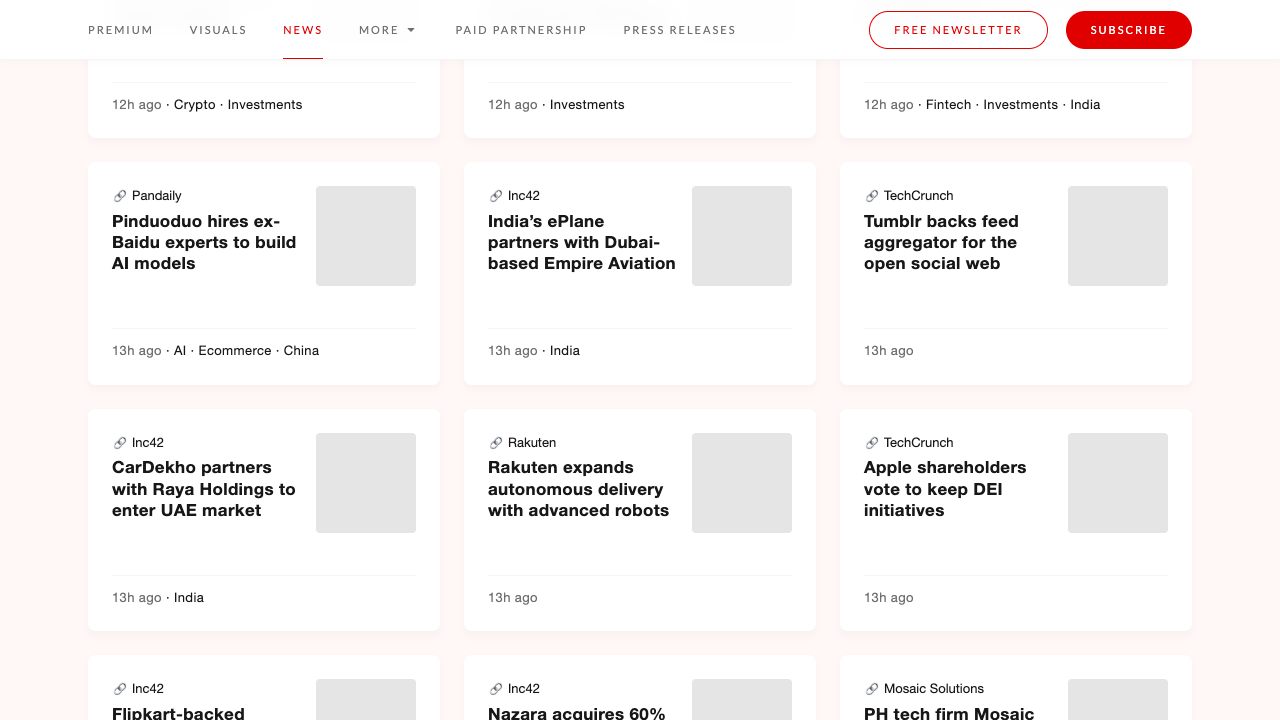 PREMIUM VISUALS NEWS MORE PAID PARTNERSHIP PRESS RELEASES FREE NEWSLETTER SUBSCRIBE
12h ago · Crypto · Investments
12h ago · Investments
12h ago · Fintech · Investments · India
Pandaily
Pinduoduo hires ex-
Baidu experts to build
AI models
13h ago · AI · Ecommerce · China
Inc42
India’s ePlane
partners with Dubai-
based Empire Aviation
13h ago · India
TechCrunch
Tumblr backs feed
aggregator for the
open social web
13h ago
Inc42
CarDekho partners
with Raya Holdings to
enter UAE market
13h ago · India
Rakuten
Rakuten expands
autonomous delivery
with advanced robots
13h ago
TechCrunch
Apple shareholders
vote to keep DEI
initiatives
13h ago
Inc42
Flipkart-backed
Inc42
Nazara acquires 60%
Mosaic Solutions
PH tech firm Mosaic